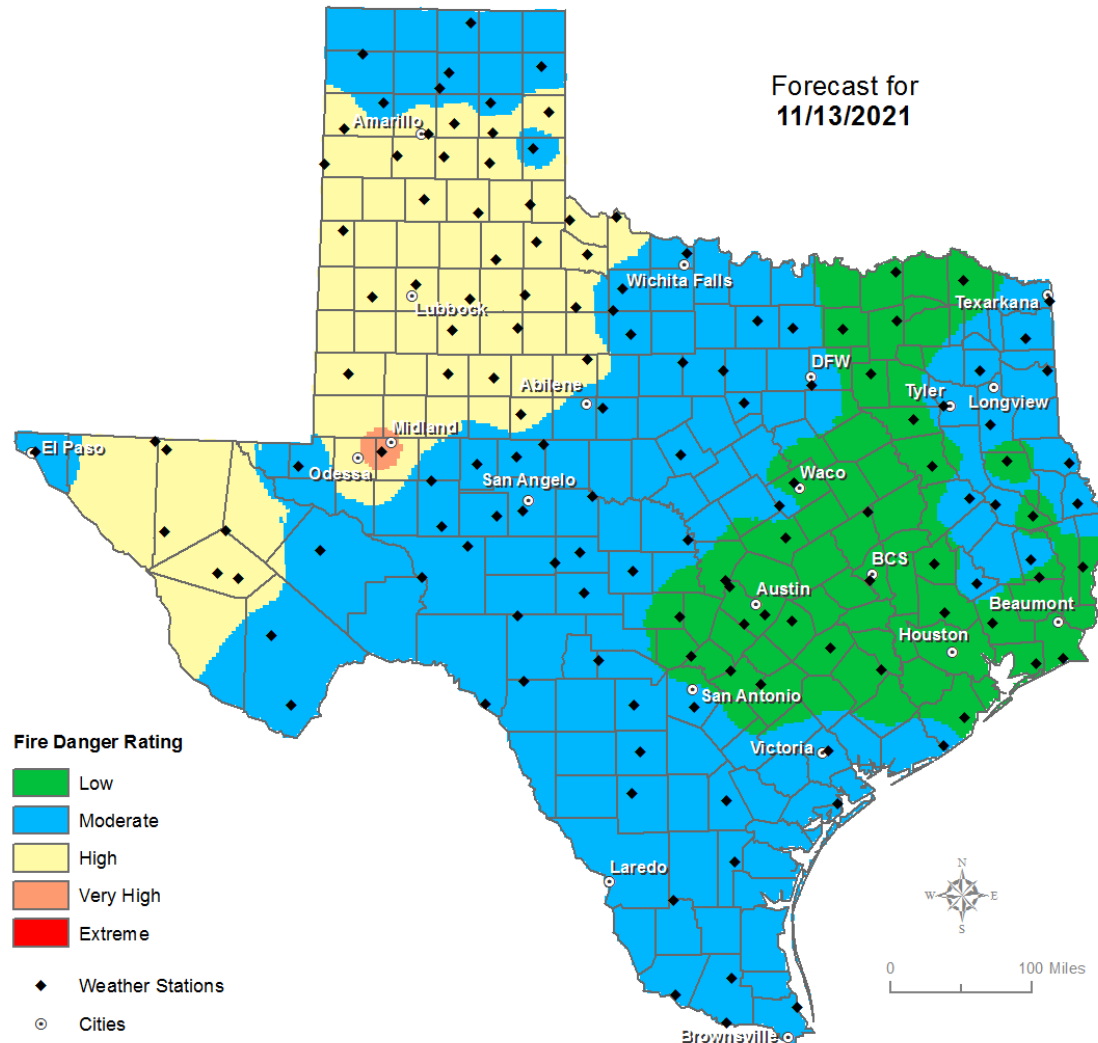 Forecast for
11/13/2021
Amarillo
Wichita Falls
Texarkana
Lubbock
DFW
Abilene
Tyler
Longview
Midland
El Paso
Odessa
San Angelo
Waco
BCS
Austin
Beaumont
Houston
San Antonio
Victoria
Fire Danger Rating
Low
Moderate
High
Very High
Extreme
Laredo
N
W
E
S
0
100 Miles
Weather Stations
Cities
Brownsville